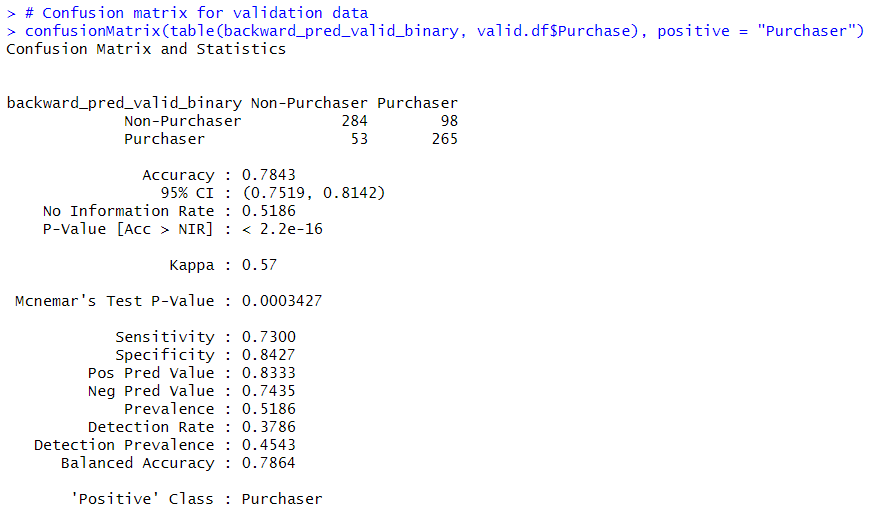 > # Confusion matrix for validation data
> confusionMatrix(table(backward_pred_valid_binary, valid.df$Purchase), positive = "Purchaser")
Confusion Matrix and Statistics
backward_pred_valid_binary Non-Purchaser Purchaser
Non-Purchaser 284 98
Purchaser 53 265
Accuracy : 0.7843
95% CI : (0.7519, 0.8142)
No Information Rate : 0.5186
P-Value [Acc > NIR] : < 2.2e-16
Kappa : 0.57
Mcnemar's Test P-Value : 0.0003427
Sensitivity : 0.7300
Specificity : 0.8427
Pos Pred Value : 0.8333
Neg Pred Value : 0.7435
Prevalence : 0.5186
Detection Rate : 0.3786
Detection Prevalence : 0.4543
Balanced Accuracy : 0.7864
'Positive' Class : Purchaser